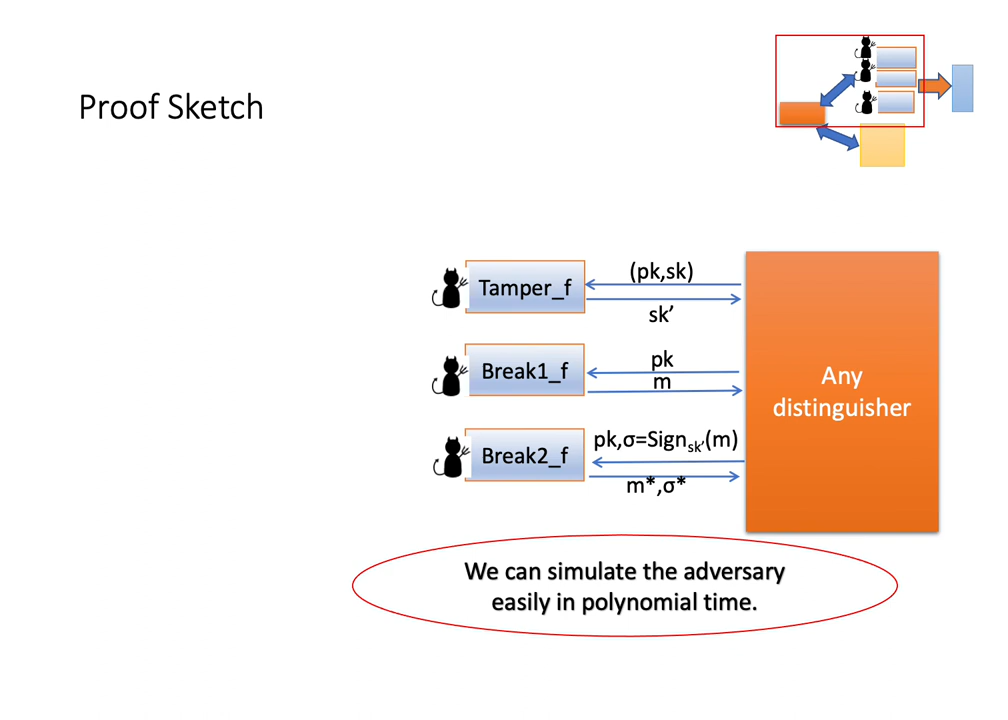 Proof Sketch
Tamper_f
(pk,sk)
sk’
Break1_f
pk
m
Break2_f
pk,σ=Signsk’(m)
m*,σ*
Any
distinguisher
We can simulate the adversary
easily in polynomial time.